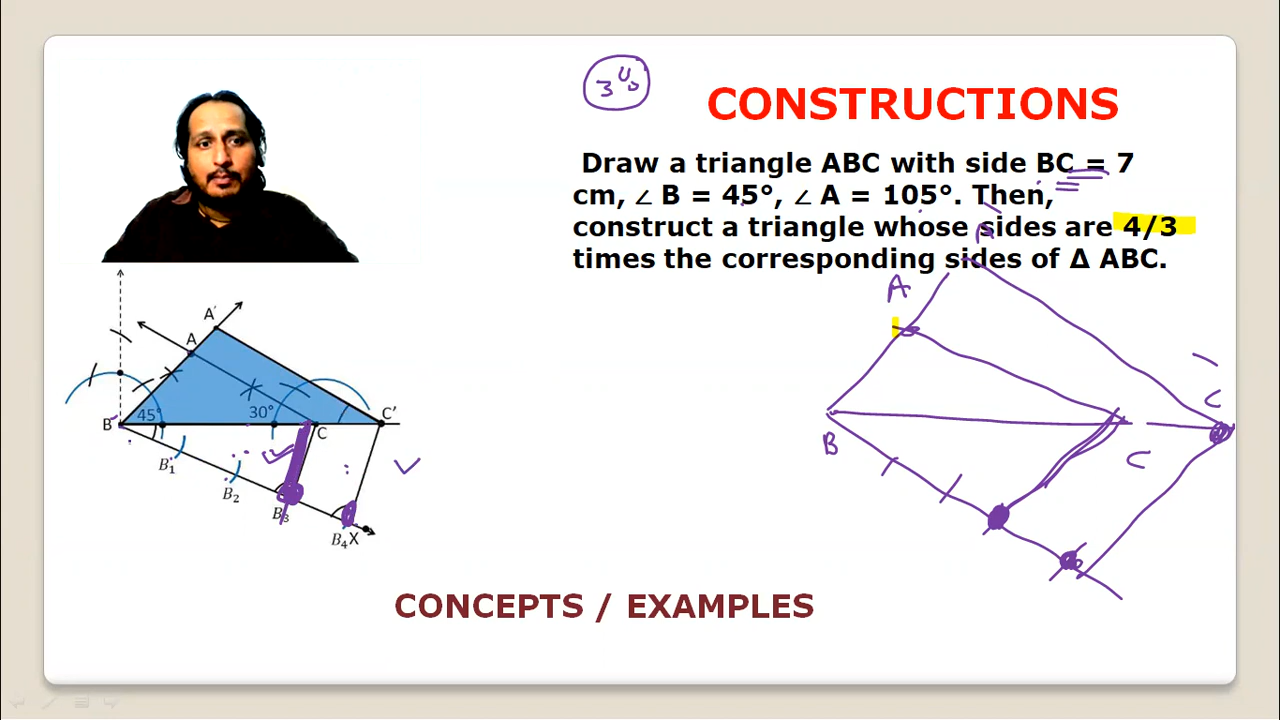 CONSTRUCTIONS
Draw a triangle ABC with side BC = 7
cm, ∠ B = 45°, ∠ A = 105°. Then,
construct a triangle whose sides are 4/3
times the corresponding sides of Δ ABC.
A'
A
45°
30°
B
C
C'
B₁
B₂
B₃
B₄X
A
B
C
C
CONCEPTS / EXAMPLES